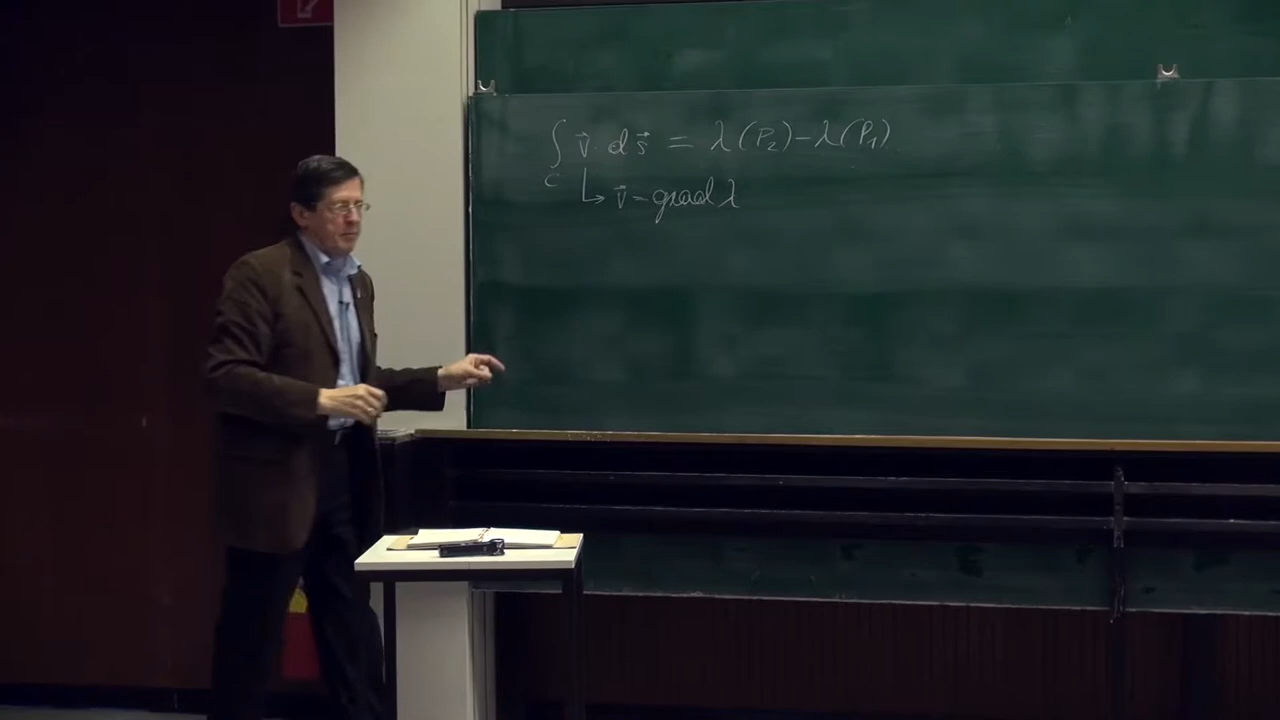 ∫_C v⃗ · ds⃗ = λ(P₂) − λ(P₁)
↳ v⃗ = grad λ